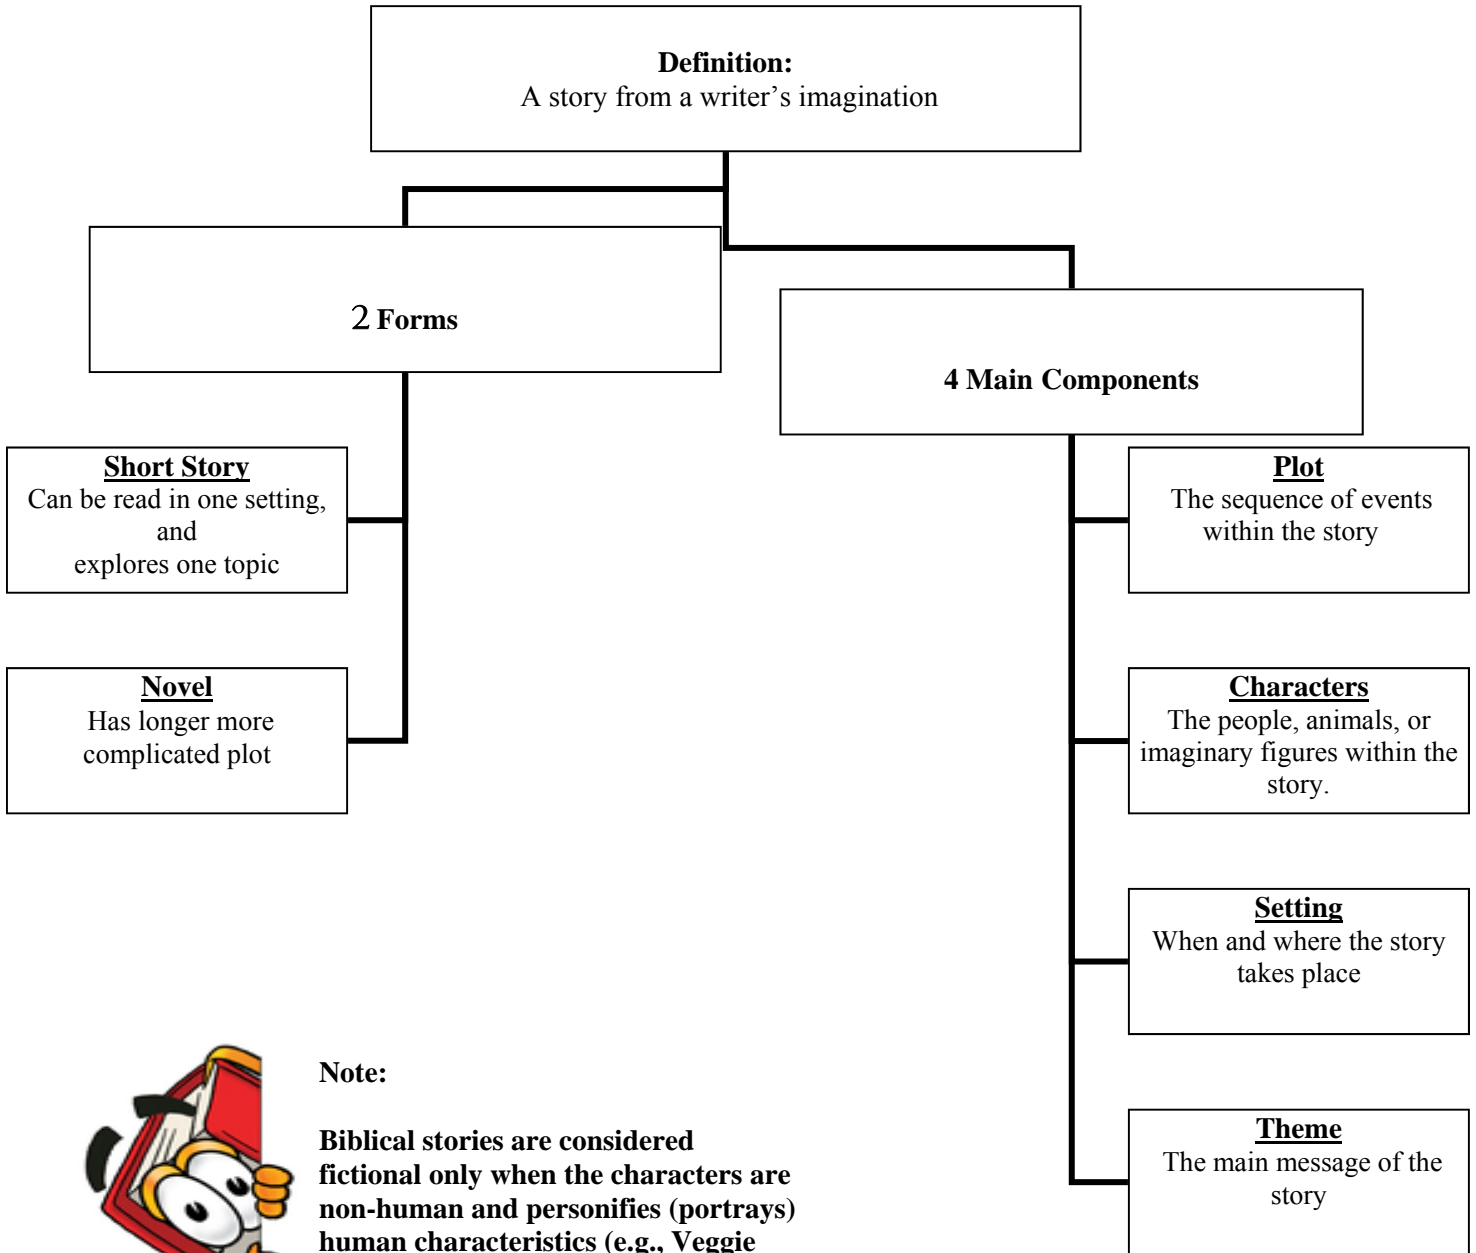 Definition:
A story from a writer’s imagination
2 Forms
4 Main Components
Short Story
Can be read in one setting,
and
explores one topic
Novel
Has longer more
complicated plot
Plot
The sequence of events
within the story
Characters
The people, animals, or
imaginary figures within the
story.
Setting
When and where the story
takes place
Theme
The main message of the
story
Note:
Biblical stories are considered
fictional only when the characters are
non-human and personifies (portrays)
human characteristics (e.g., Veggie